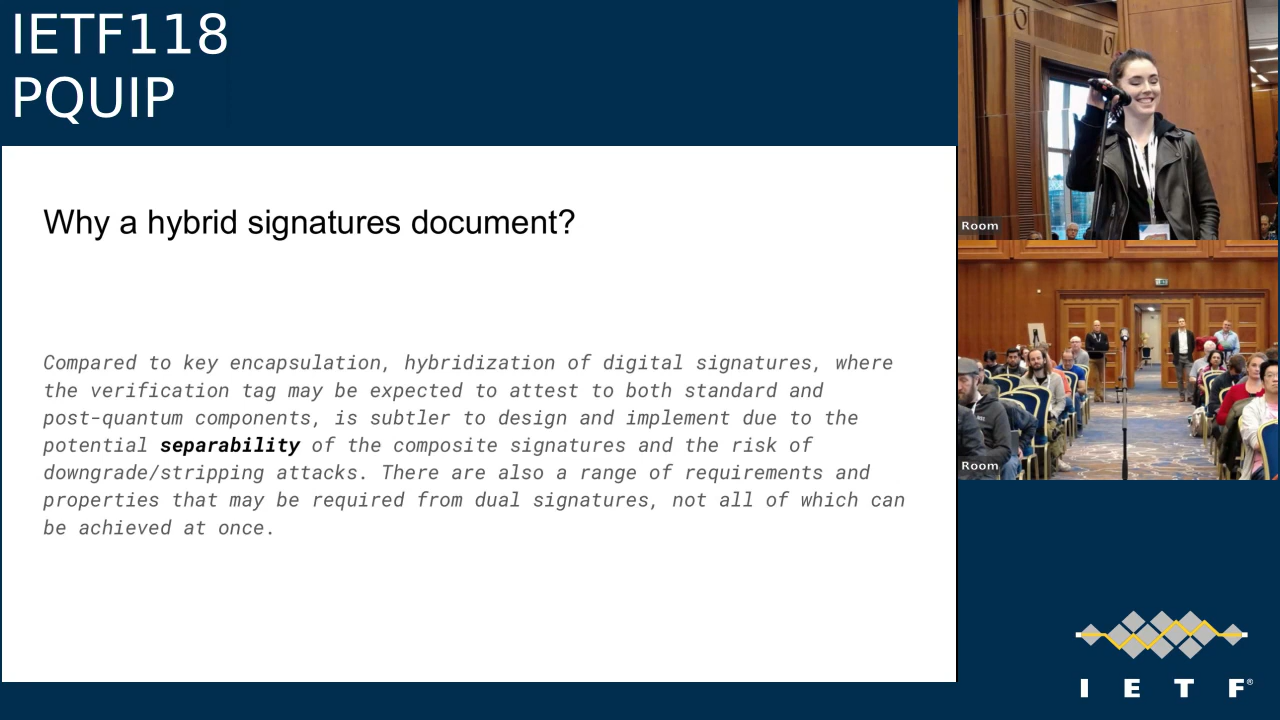 IETF118
PQUIP
Why a hybrid signatures document?
Compared to key encapsulation, hybridization of digital signatures, where
the verification tag may be expected to attest to both standard and
post-quantum components, is subtler to design and implement due to the
potential separability of the composite signatures and the risk of
downgrade/stripping attacks. There are also a range of requirements and
properties that may be required from dual signatures, not all of which can
be achieved at once.
Room
Room
I E T F®